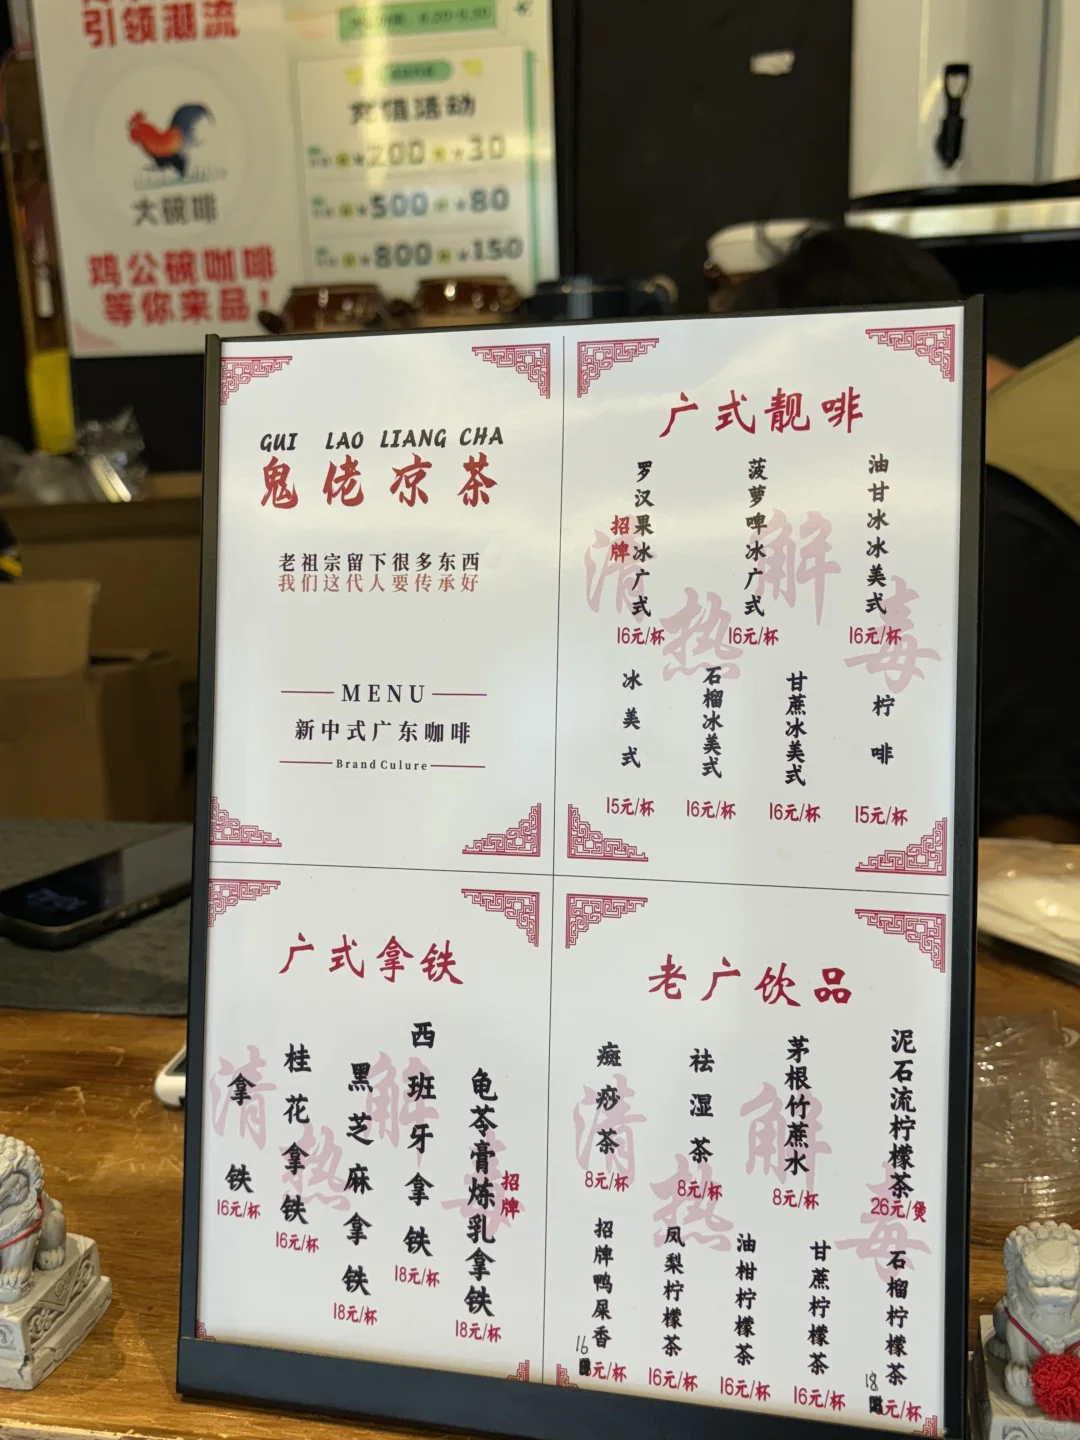 引领潮流
大碗啡
鸡公碗咖啡
等你来品！
充值活动
200 30
500 80
800 150
GUI LAO LIANG CHA
鬼佬凉茶
老祖宗留下很多东西
我们这代人要传承好
MENU
新中式广东咖啡
Brand Culure
广式靓啡
清热解毒
招牌
罗汉果冰广式
16元/杯
菠萝啤冰广式
16元/杯
油甘冰冰美式
16元/杯
冰美式
15元/杯
石榴冰美式
16元/杯
甘蔗冰美式
16元/杯
柠啡
15元/杯
广式拿铁
清热解毒
拿铁
16元/杯
桂花拿铁
16元/杯
黑芝麻拿铁
18元/杯
西班牙拿铁
18元/杯
龟苓膏炼乳拿铁
招牌
18元/杯
老广饮品
清热解毒
癍痧茶
8元/杯
祛湿茶
8元/杯
茅根竹蔗水
8元/杯
泥石流柠檬茶
26元/煲
招牌鸭屎香
16元/杯
凤梨柠檬茶
16元/杯
油柑柠檬茶
16元/杯
甘蔗柠檬茶
16元/杯
石榴柠檬茶
18元/杯